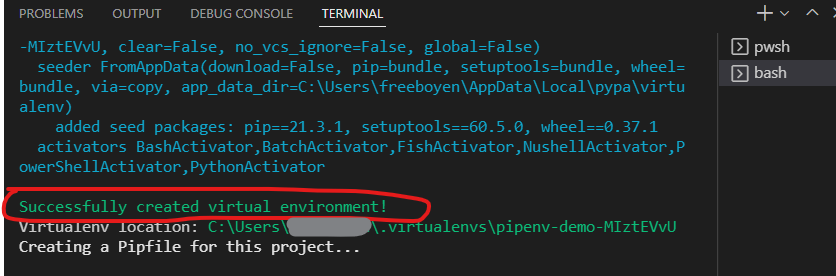 PROBLEMS OUTPUT DEBUG CONSOLE TERMINAL
-MIztEVvU, clear=False, no_vcs_ignore=False, global=False)
seeder FromAppData(download=False, pip=bundle, setuptools=bundle, wheel=
bundle, via=copy, app_data_dir=C:\Users\freeboyen\AppData\Local\pypa\virtu
alenv)
added seed packages: pip==21.3.1, setuptools==60.5.0, wheel==0.37.1
activators BashActivator,BatchActivator,FishActivator,NushellActivator,P
owerShellActivator,PythonActivator
Successfully created virtual environment!
Virtualenv location: C:\Users\ \.virtualenvs\pipenv-demo-MIztEVvU
Creating a Pipfile for this project...
pwsh
bash